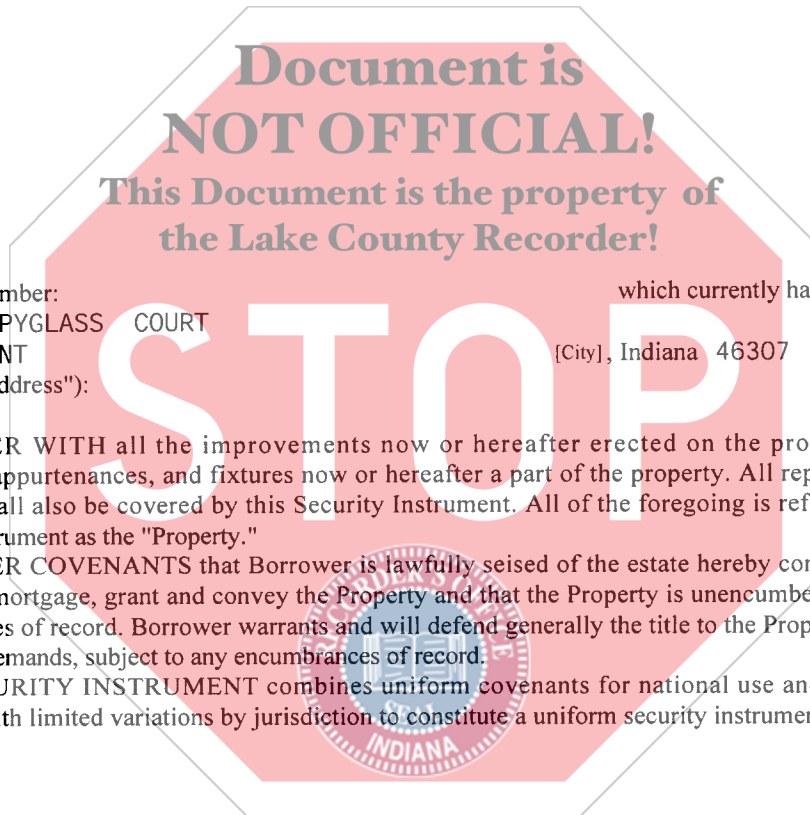 Document is
NOT OFFICIAL!
This Document is the property of
the Lake County Recorder!
mber: which currently ha
PYGLASS COURT
NT [City], Indiana 46307
ddress"):
STOP
ER WITH all the improvements now or hereafter erected on the pro
appurtenances, and fixtures now or hereafter a part of the property. All rep
all also be covered by this Security Instrument. All of the foregoing is ref
rument as the "Property."
ER COVENANTS that Borrower is lawfully seised of the estate hereby con
mortgage, grant and convey the Property and that the Property is unencumbe
es of record. Borrower warrants and will defend generally the title to the Prop
emands, subject to any encumbrances of record.
URITY INSTRUMENT combines uniform covenants for national use an
ith limited variations by jurisdiction to constitute a uniform security instrumen
RECORDER'S OFFICE
SEAL
INDIANA